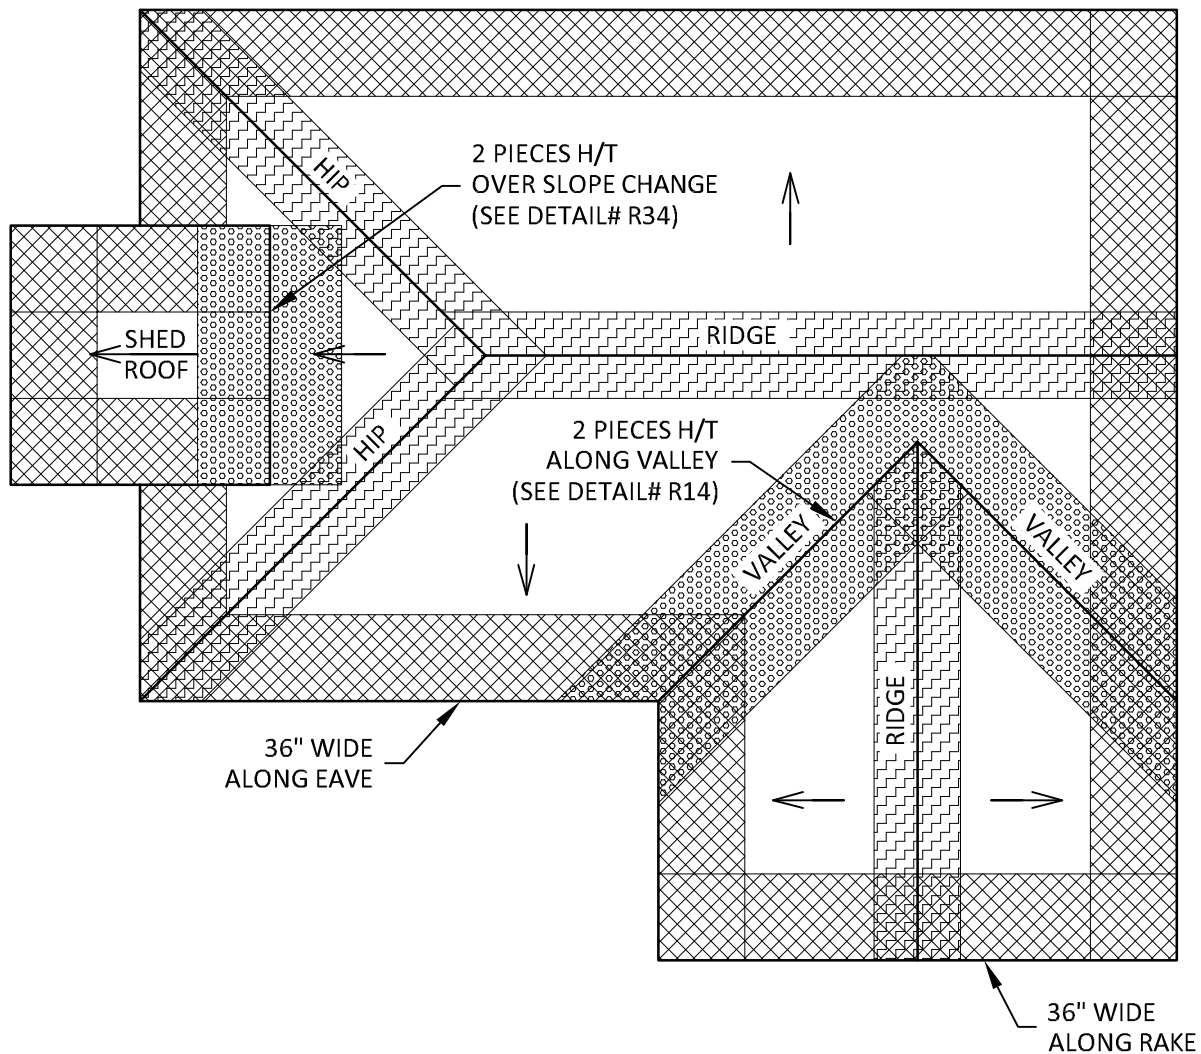 2 PIECES H/T
OVER SLOPE CHANGE
(SEE DETAIL# R34)
HIP
SHED
ROOF
RIDGE
HIP
2 PIECES H/T
ALONG VALLEY
(SEE DETAIL# R14)
VALLEY
VALLEY
RIDGE
36" WIDE
ALONG EAVE
36" WIDE
ALONG RAKE